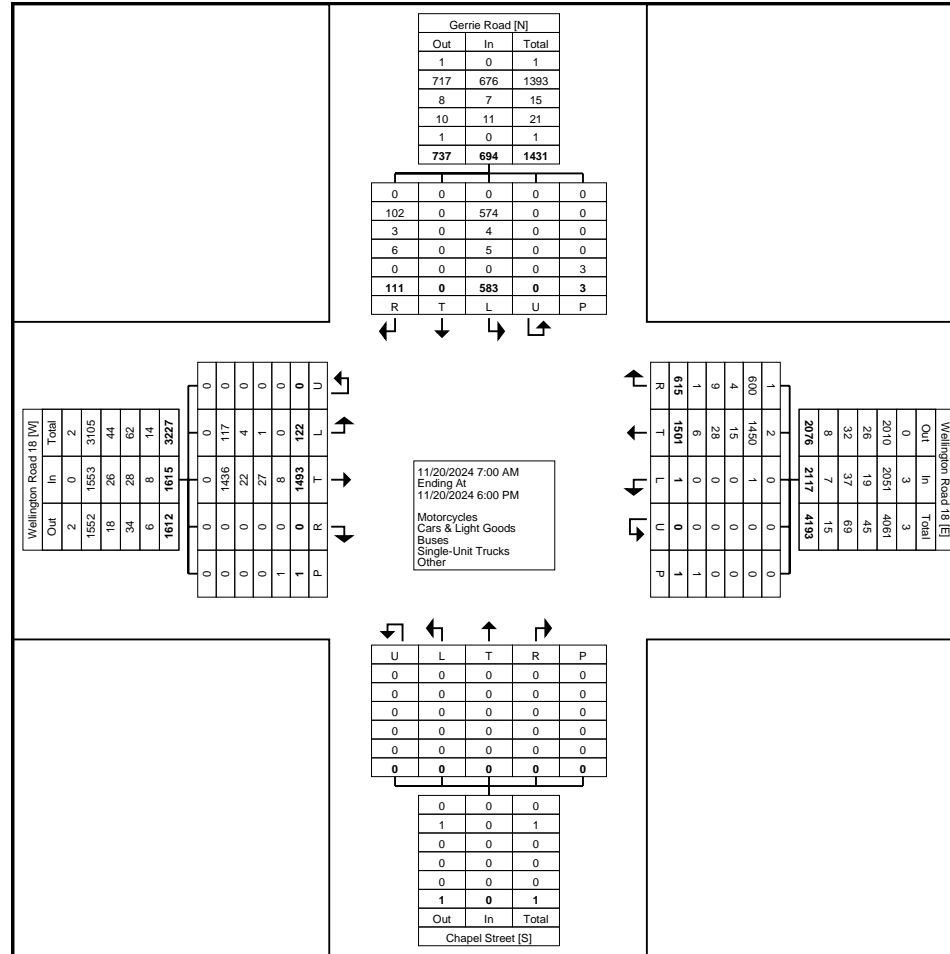 Gerrie Road [N]
Out In Total
1 0 1
717 676 1393
8 7 15
10 11 21
1 0 1
737 694 1431
0 0 0 0 0
102 0 574 0 0
3 0 4 0 0
6 0 5 0 0
0 0 0 0 3
111 0 583 0 3
R T L U P
Wellington Road 18 [W]
Total In Out
2 0 2
3105 1553 1552
44 26 18
62 28 34
14 8 6
3227 1615 1612
0 0 0 0 0
0 117 1436 0 0
0 4 22 0 0
0 1 27 0 0
0 0 8 0 1
0 122 1493 0 1
U L T R P
11/20/2024 7:00 AM
Ending At
11/20/2024 6:00 PM
Motorcycles
Cars & Light Goods
Buses
Single-Unit Trucks
Other
R T L U P
615 1501 1 0 1
1 6 0 0 1
9 28 0 0 0
4 15 0 0 0
600 1450 1 0 0
1 2 0 0 0
Wellington Road 18 [E]
Out In Total
0 3 3
2010 2051 4061
26 19 45
32 37 69
8 7 15
2076 2117 4193
U L T R P
0 0 0 0 0
0 0 0 0 0
0 0 0 0 0
0 0 0 0 0
0 0 0 0 0
0 0 0 0 0
0 0 0
1 0 1
0 0 0
0 0 0
0 0 0
1 0 1
Out In Total
Chapel Street [S]